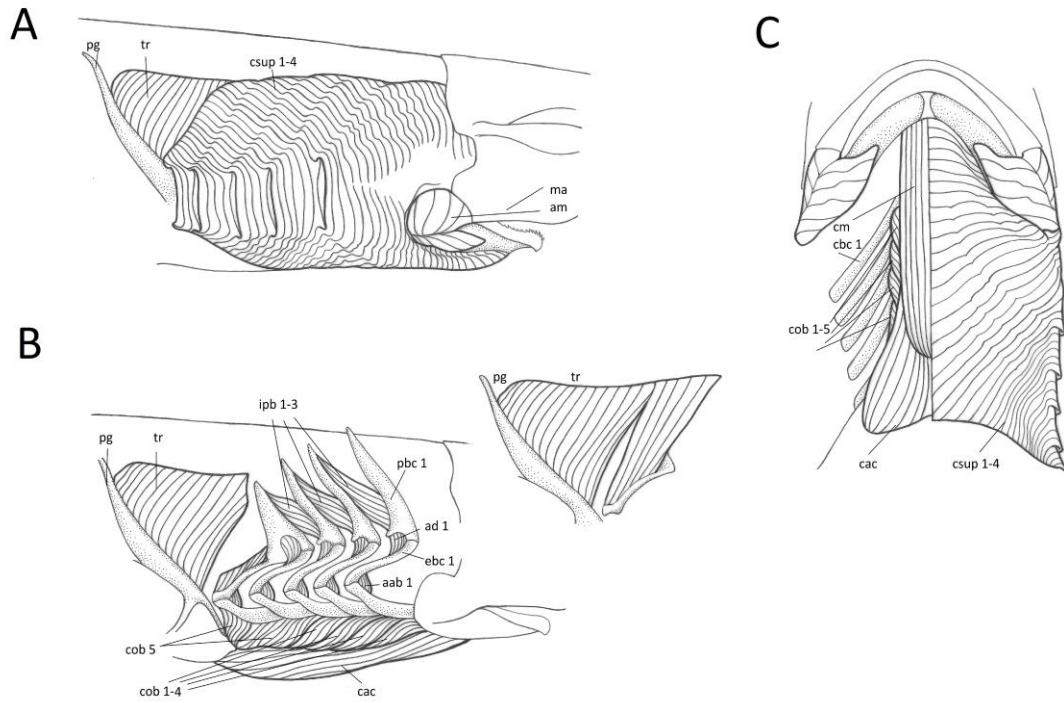 A
pg
tr
csup 1-4
ma
am
B
pg
tr
ipb 1-3
pbc 1
ad 1
ebc 1
aab 1
cob 5
cob 1-4
cac
pg
tr
C
cm
cbc 1
cob 1-5
cac
csup 1-4